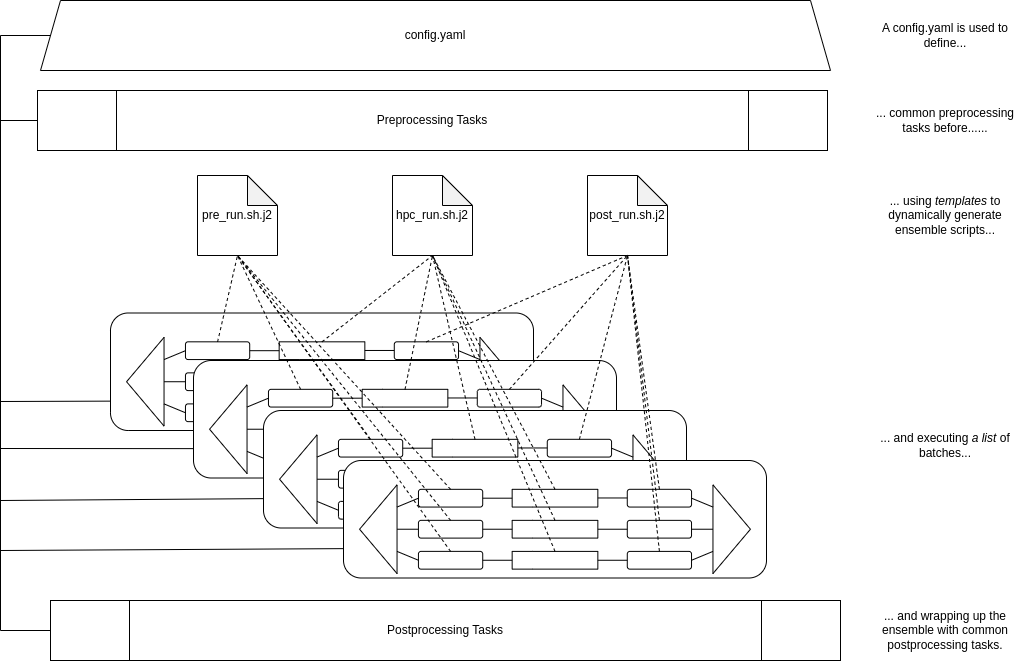 config.yaml
A config.yaml is used to
define...
Preprocessing Tasks
... common preprocessing
tasks before......
pre_run.sh.j2
hpc_run.sh.j2
post_run.sh.j2
... using templates to
dynamically generate
ensemble scripts...
... and executing a list of
batches...
Postprocessing Tasks
... and wrapping up the
ensemble with common
postprocessing tasks.